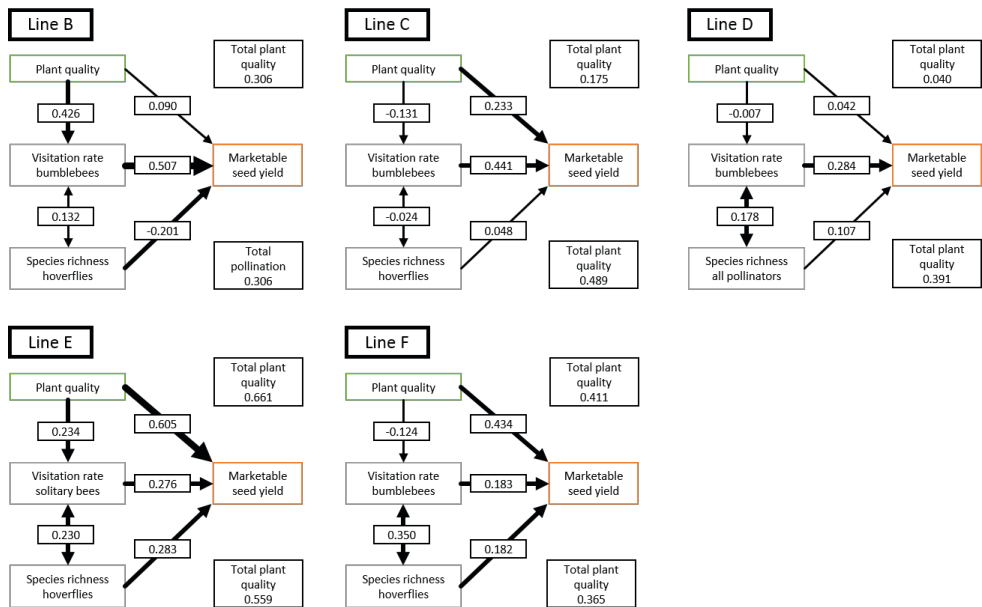 Line B
Total plant
quality
0.306
Plant quality
0.090
0.426
Visitation rate
bumblebees
0.507
Marketable
seed yield
0.132
-0.201
Species richness
hoverflies
Total
pollination
0.306
Line C
Total plant
quality
0.175
Plant quality
0.233
-0.131
Visitation rate
bumblebees
0.441
Marketable
seed yield
-0.024
0.048
Species richness
hoverflies
Total plant
quality
0.489
Line D
Total plant
quality
0.040
Plant quality
0.042
-0.007
Visitation rate
bumblebees
0.284
Marketable
seed yield
0.178
0.107
Species richness
all pollinators
Total plant
quality
0.391
Line E
Total plant
quality
0.661
Plant quality
0.605
0.234
Visitation rate
solitary bees
0.276
Marketable
seed yield
0.230
0.283
Species richness
hoverflies
Total plant
quality
0.559
Line F
Total plant
quality
0.411
Plant quality
0.434
-0.124
Visitation rate
bumblebees
0.183
Marketable
seed yield
0.350
0.182
Species richness
hoverflies
Total plant
quality
0.365